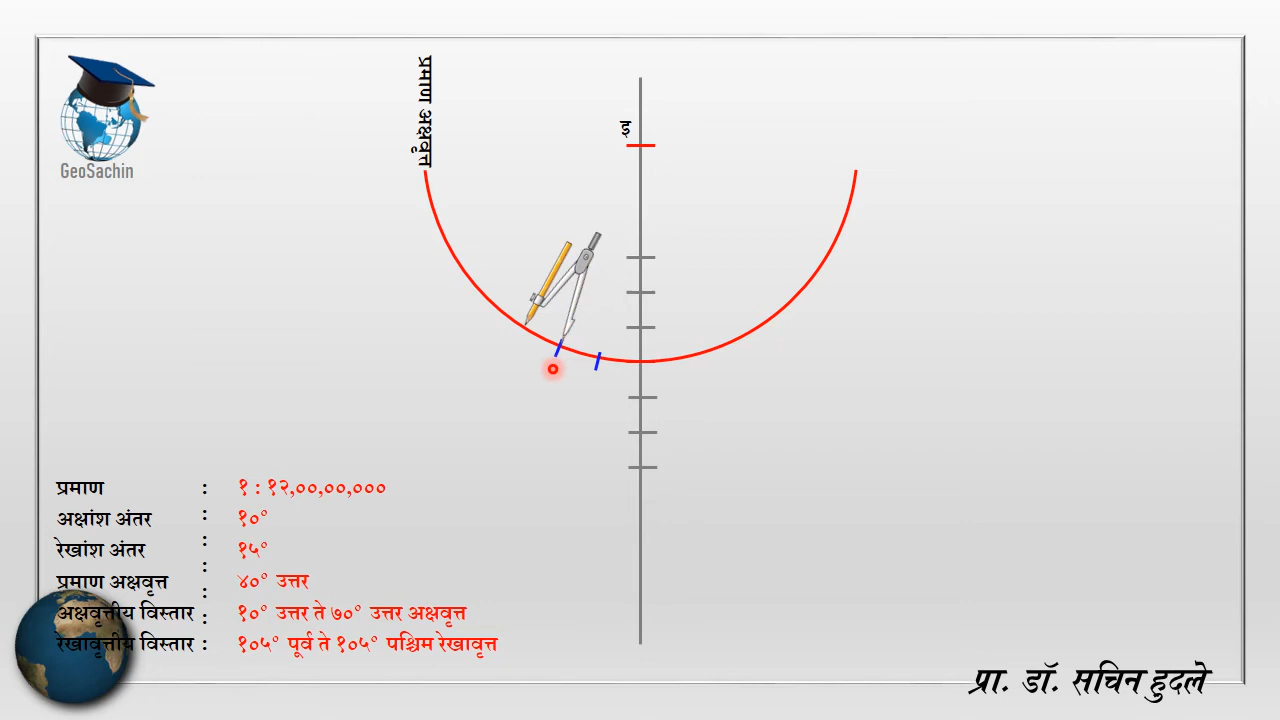 प्रमाण अक्षवृत्त
इ
GeoSachin
प्रमाण : १ : १२,००,००,०००
अक्षांश अंतर : १०°
रेखांश अंतर : १५°
प्रमाण अक्षवृत्त : ४०° उत्तर
अक्षवृत्तीय विस्तार : १०° उत्तर ते ७०° उत्तर अक्षवृत्त
रेखावृत्तीय विस्तार : १०५° पूर्व ते १०५° पश्चिम रेखावृत्त
प्रा. डॉ. सचिन हुदले